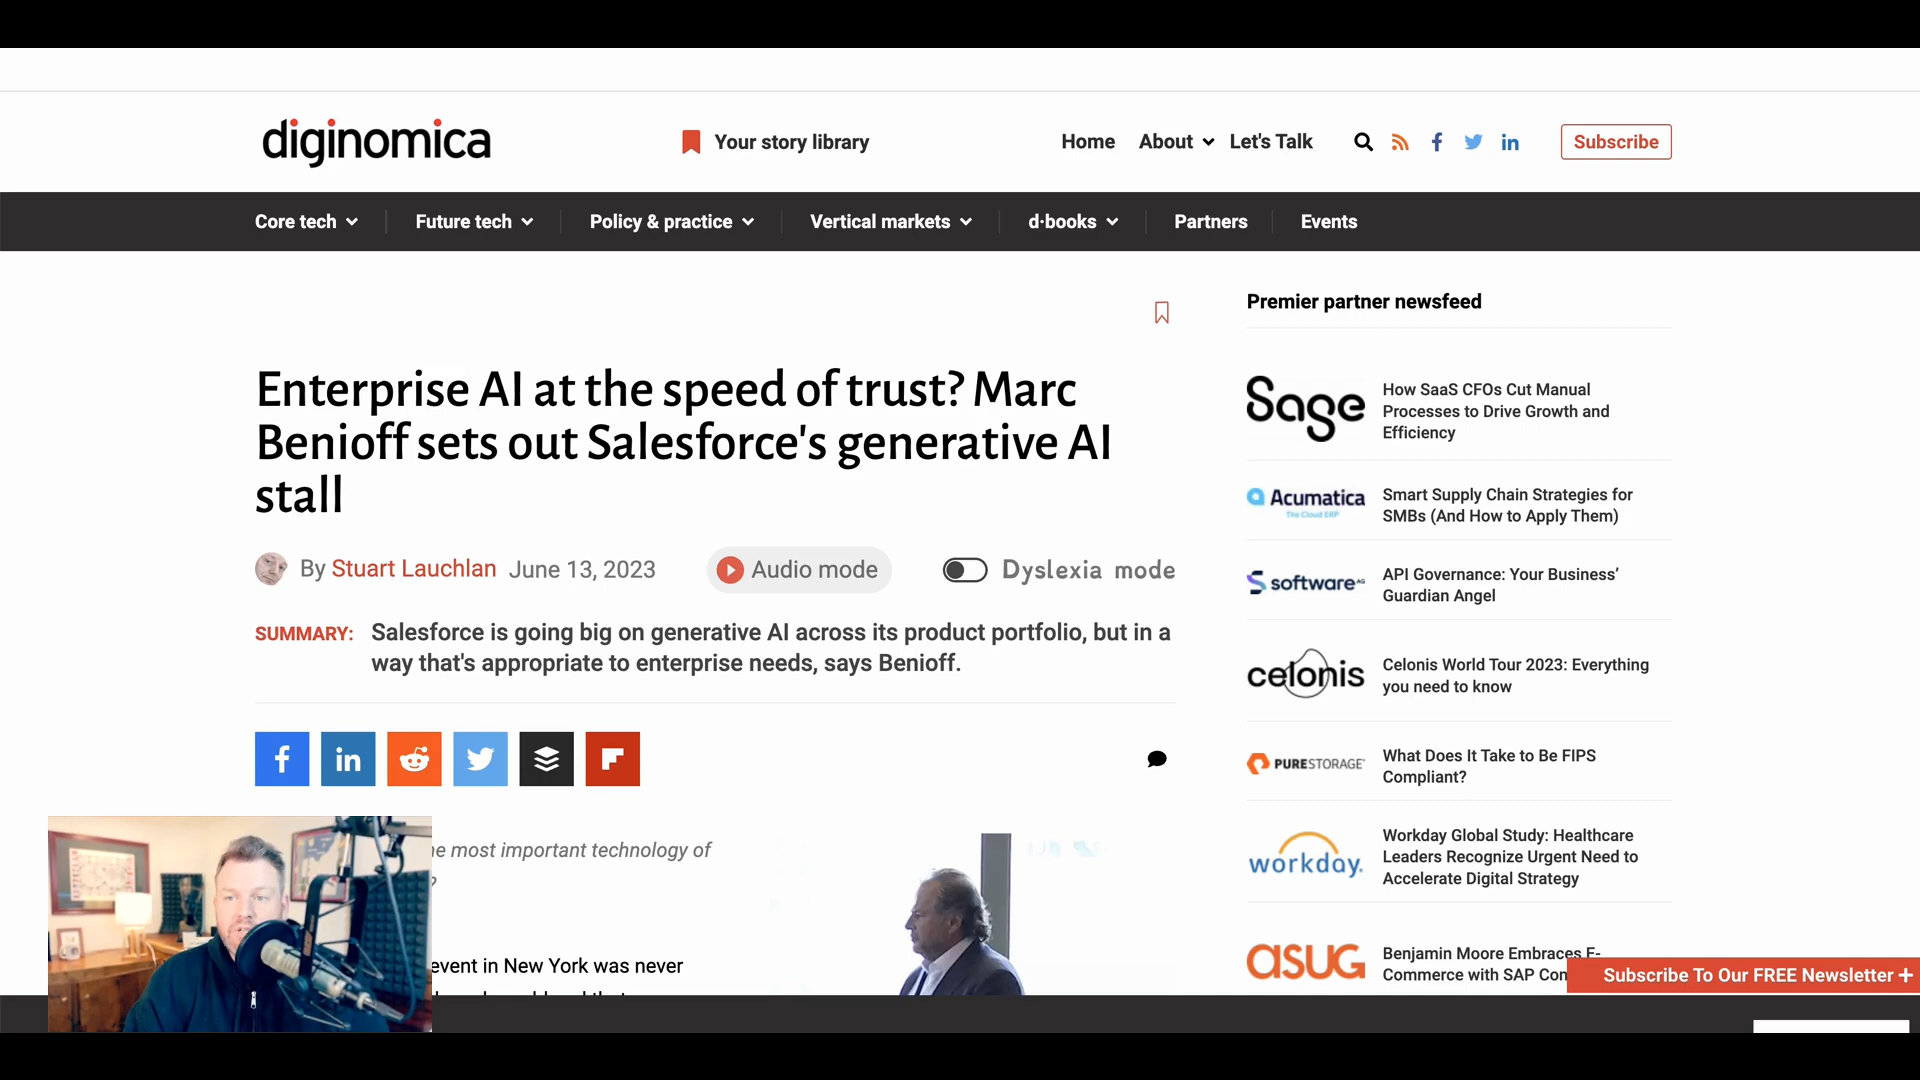 diginomica
Your story library
Home About Let's Talk
Subscribe
Core tech
Future tech
Policy & practice
Vertical markets
d·books
Partners
Events
Enterprise AI at the speed of trust? Marc
Benioff sets out Salesforce's generative AI
stall
By Stuart Lauchlan June 13, 2023
Audio mode
Dyslexia mode
SUMMARY: Salesforce is going big on generative AI across its product portfolio, but in a
way that's appropriate to enterprise needs, says Benioff.
most important technology of
event in New York was never
Premier partner newsfeed
Sage
How SaaS CFOs Cut Manual
Processes to Drive Growth and
Efficiency
Acumatica
The Cloud ERP
Smart Supply Chain Strategies for
SMBs (And How to Apply Them)
software AG
API Governance: Your Business'
Guardian Angel
celonis
Celonis World Tour 2023: Everything
you need to know
PURESTORAGE
What Does It Take to Be FIPS
Compliant?
workday.
Workday Global Study: Healthcare
Leaders Recognize Urgent Need to
Accelerate Digital Strategy
asug
Benjamin Moore Embraces E-
Commerce with SAP
Subscribe To Our FREE Newsletter +